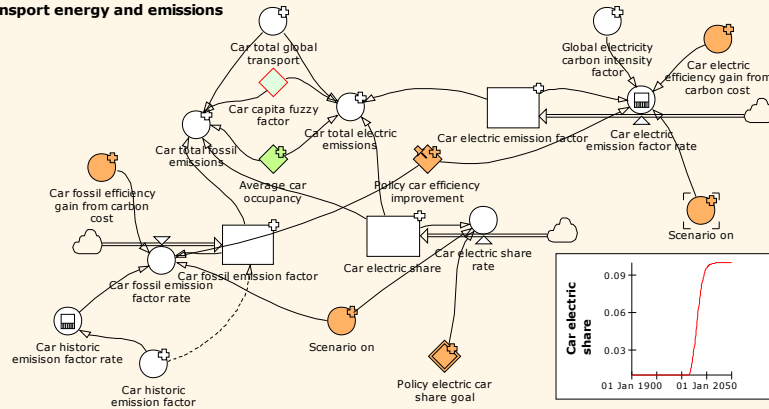 nsport energy and emissions
Car total global
transport
Global electricity
carbon intensity
factor
Car electric
efficiency gain from
carbon cost
Car capita fuzzy
factor
Car total electric
emissions
Car electric emission factor
Car electric
emission factor rate
Car total fossil
emissions
Average car
occupancy
Policy car efficiency
improvement
Car fossil efficiency
gain from carbon
cost
Scenario on
Car electric share
Car electric share
rate
Car fossil emission factor
Car fossil emission
factor rate
Car historic
emisison factor rate
Scenario on
Car historic
emission factor
Policy electric car
share goal
Car electric
share
0.09
0.06
0.03
01 Jan 1900
01 Jan 2050